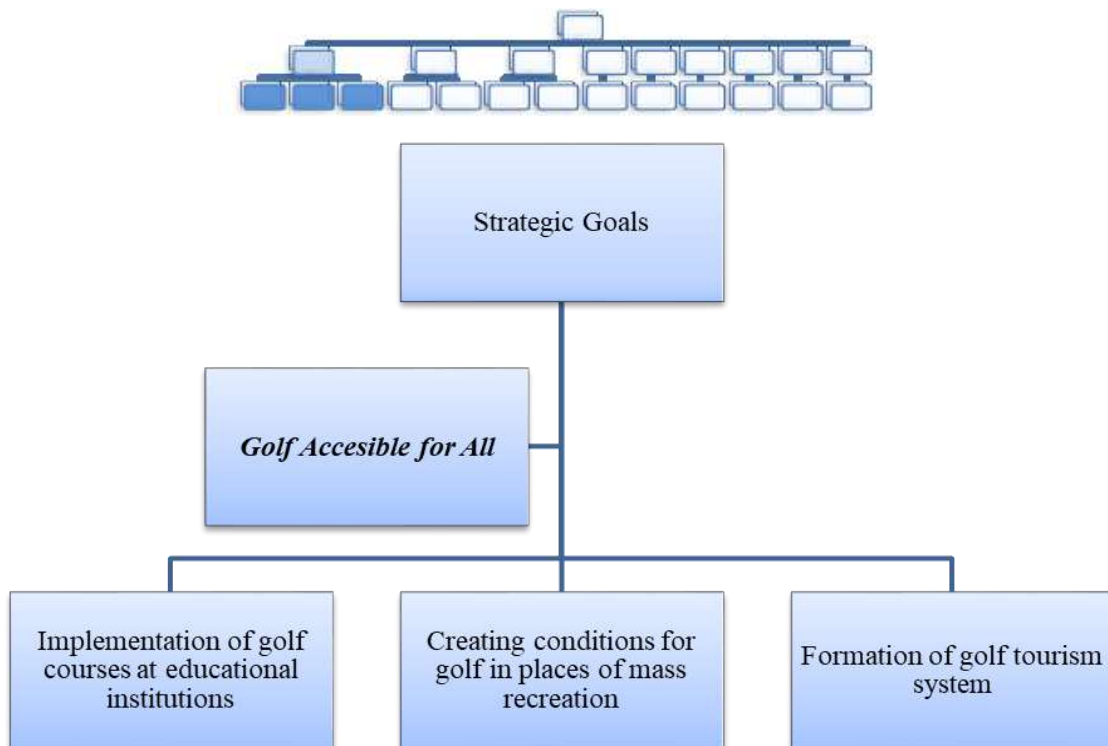 Strategic Goals
Golf Accesible for All
Implementation of golf
courses at educational
institutions
Creating conditions for
golf in places of mass
recreation
Formation of golf tourism
system